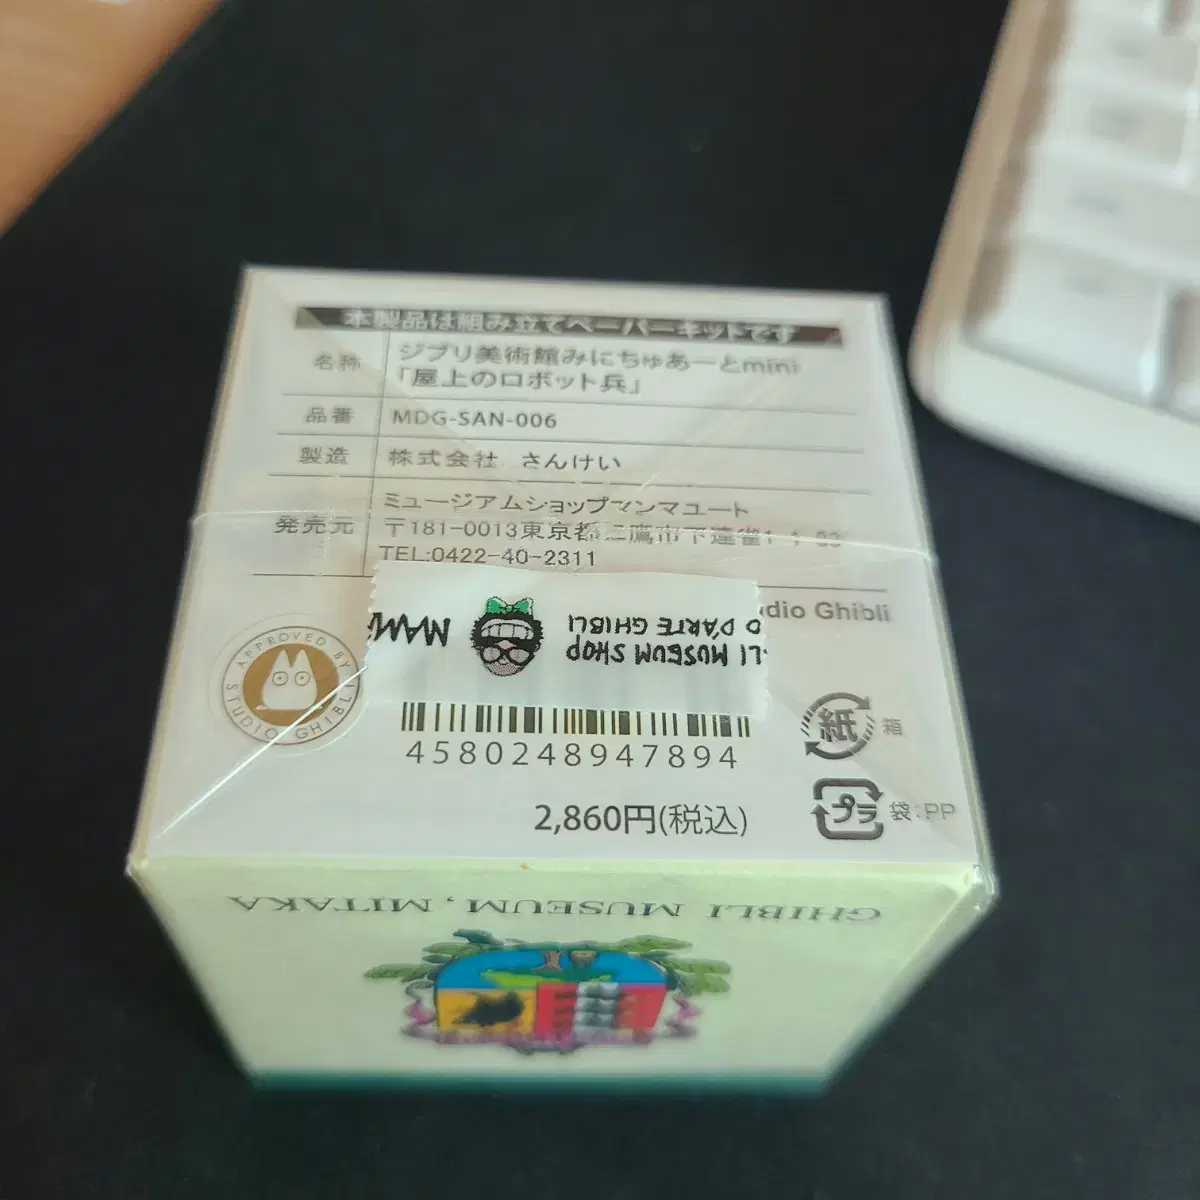 本製品は組み立てペーパーキットです
名称 ジブリ美術館みにちゅあーとmini
「屋上のロボット兵」
品番 MDG-SAN-006
製造 株式会社 さんけい
発売元 ミュージアムショップマンマユート
〒181-0013東京都三鷹市下連雀1-1-83
TEL:0422-40-2311
dio Ghibli
MAM
LI MUSEUM SHOP
O D'ARTE GHIBLI
APPROVED BY STUDIO GHIBLI
4580248947894
紙 箱
プラ 袋:PP
2,860円(税込)
GHIBLI MUSEUM, MITAKA